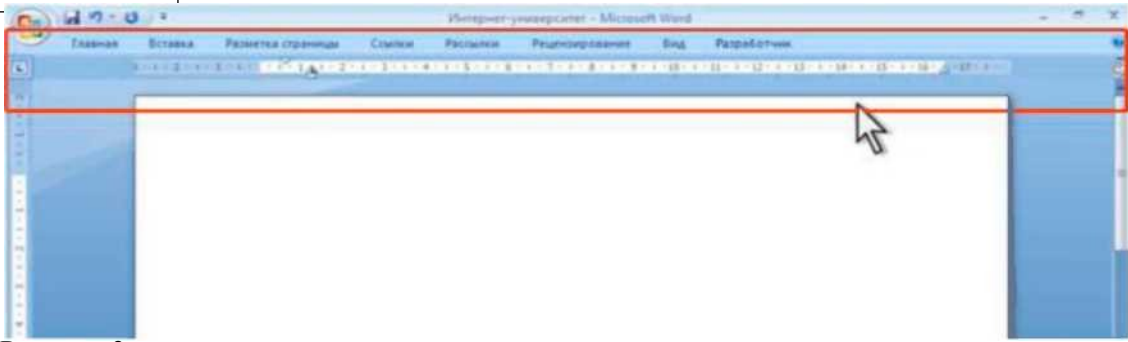 Интернет-университет - Microsoft Word
Главная Вставка Разметка страницы Ссылки Рассылки Рецензирование Вид Разработчик